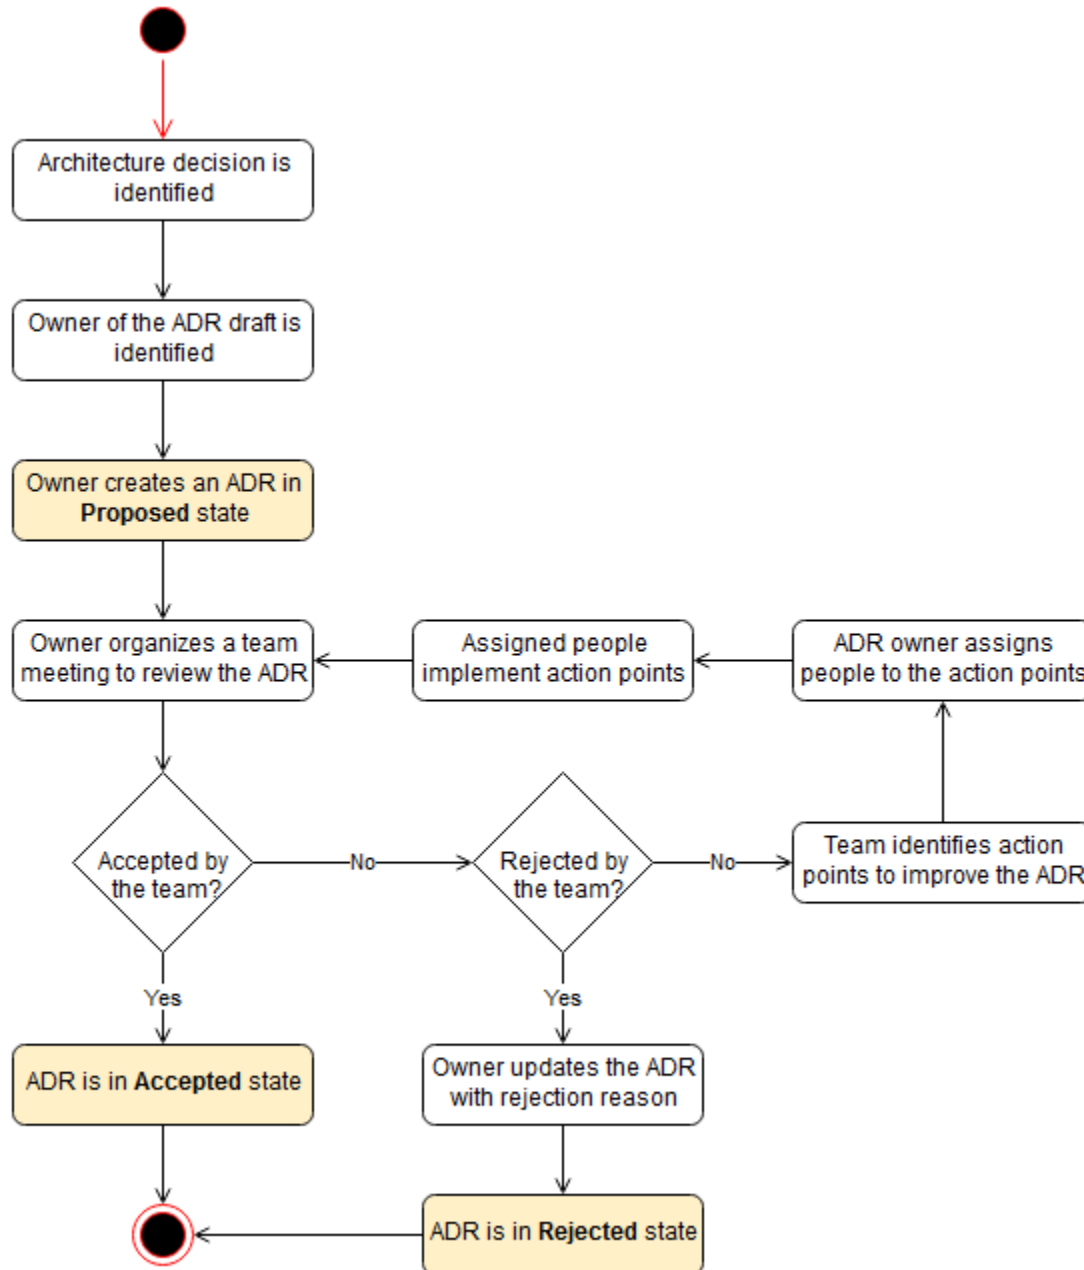 Architecture decision is
identified
Owner of the ADR draft is
identified
Owner creates an ADR in
Proposed state
Owner organizes a team
meeting to review the ADR
Assigned people
implement action points
ADR owner assigns
people to the action points
Accepted by
the team?
No
Rejected by
the team?
No
Team identifies action
points to improve the ADR
Yes
Yes
ADR is in Accepted state
Owner updates the ADR
with rejection reason
ADR is in Rejected state